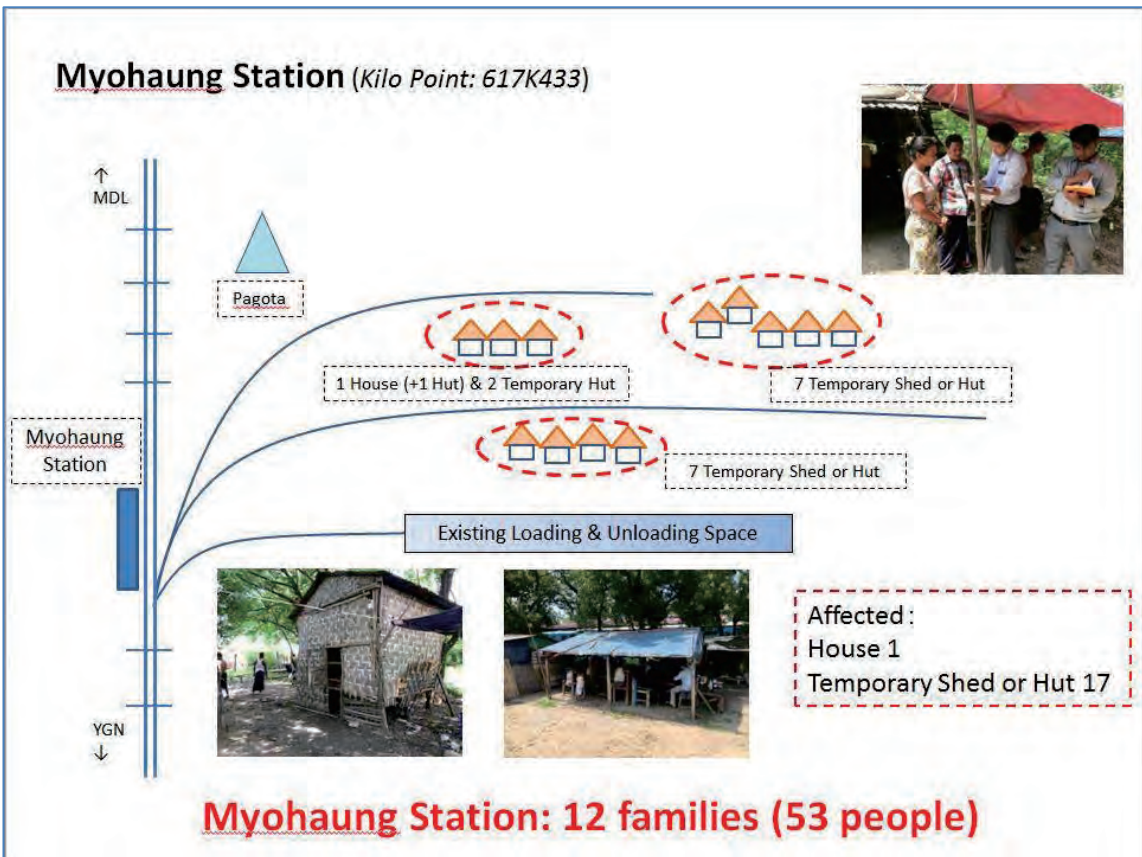 Myohaung Station (Kilo Point: 617K433)
↑
MDL
Pagota
1 House (+1 Hut) & 2 Temporary Hut
7 Temporary Shed or Hut
Myohaung
Station
7 Temporary Shed or Hut
Existing Loading & Unloading Space
Affected :
House 1
Temporary Shed or Hut 17
YGN
↓
Myohaung Station: 12 families (53 people)